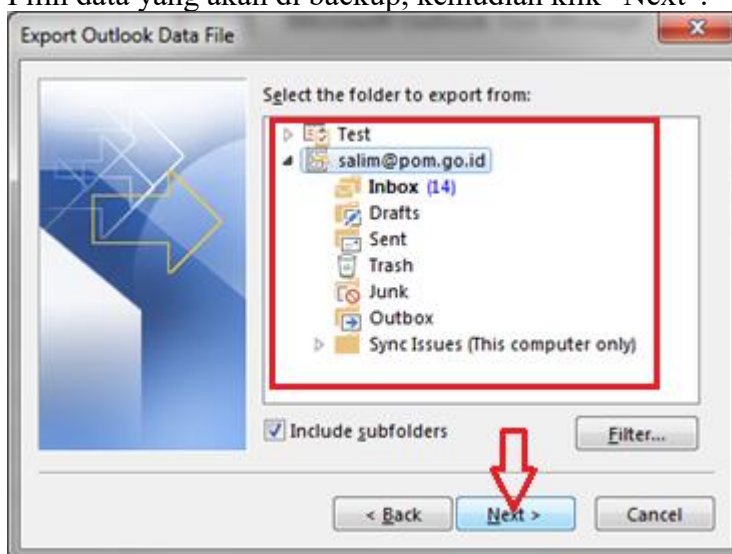 Pilih data yang akan di backup, kemudian klik "Next".
Export Outlook Data File
Select the folder to export from:
Test
salim@pom.go.id
Inbox (14)
Drafts
Sent
Trash
Junk
Outbox
Sync Issues (This computer only)
Include subfolders
Filter...
< Back
Next >
Cancel